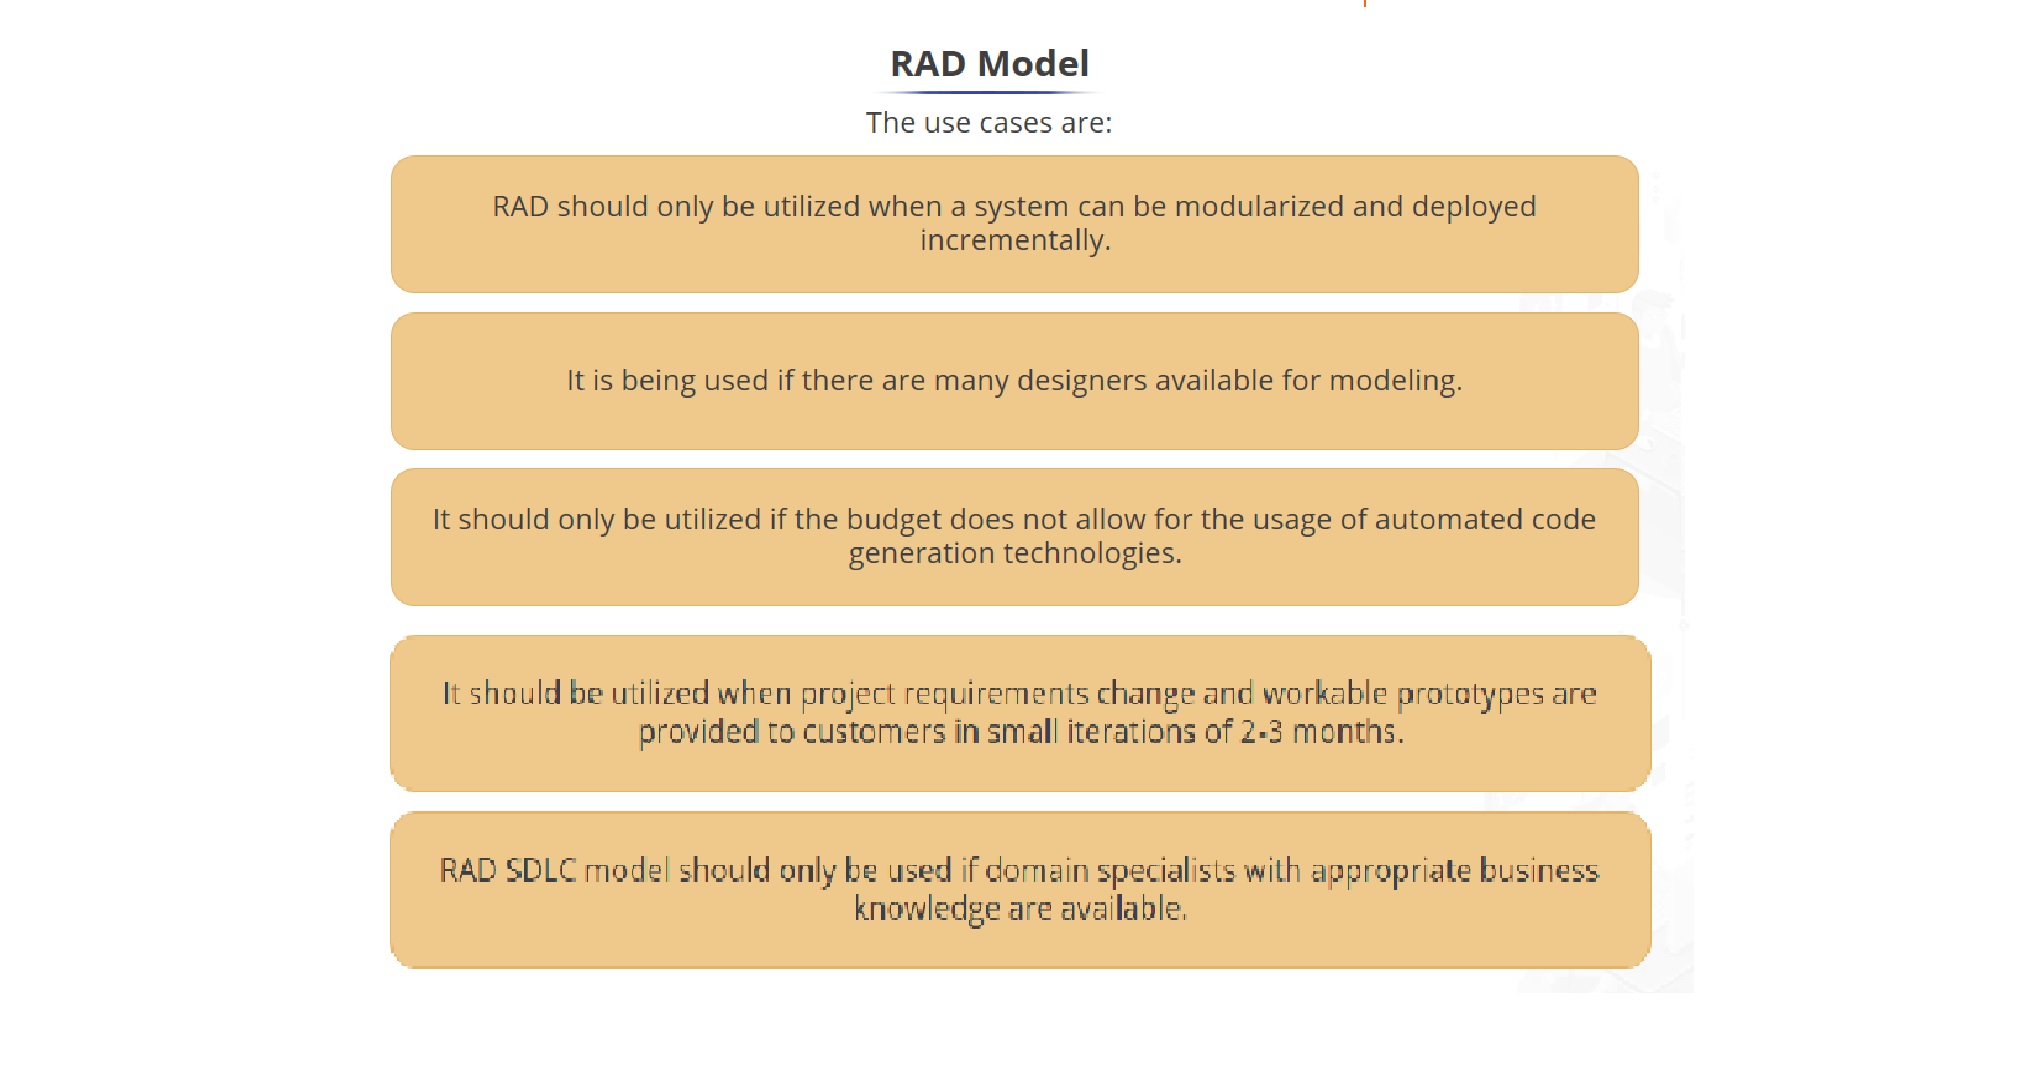 RAD Model
The use cases are:
RAD should only be utilized when a system can be modularized and deployed
incrementally.
It is being used if there are many designers available for modeling.
It should only be utilized if the budget does not allow for the usage of automated code
generation technologies.
It should be utilized when project requirements change and workable prototypes are
provided to customers in small iterations of 2-3 months.
RAD SDLC model should only be used if domain specialists with appropriate business
knowledge are available.